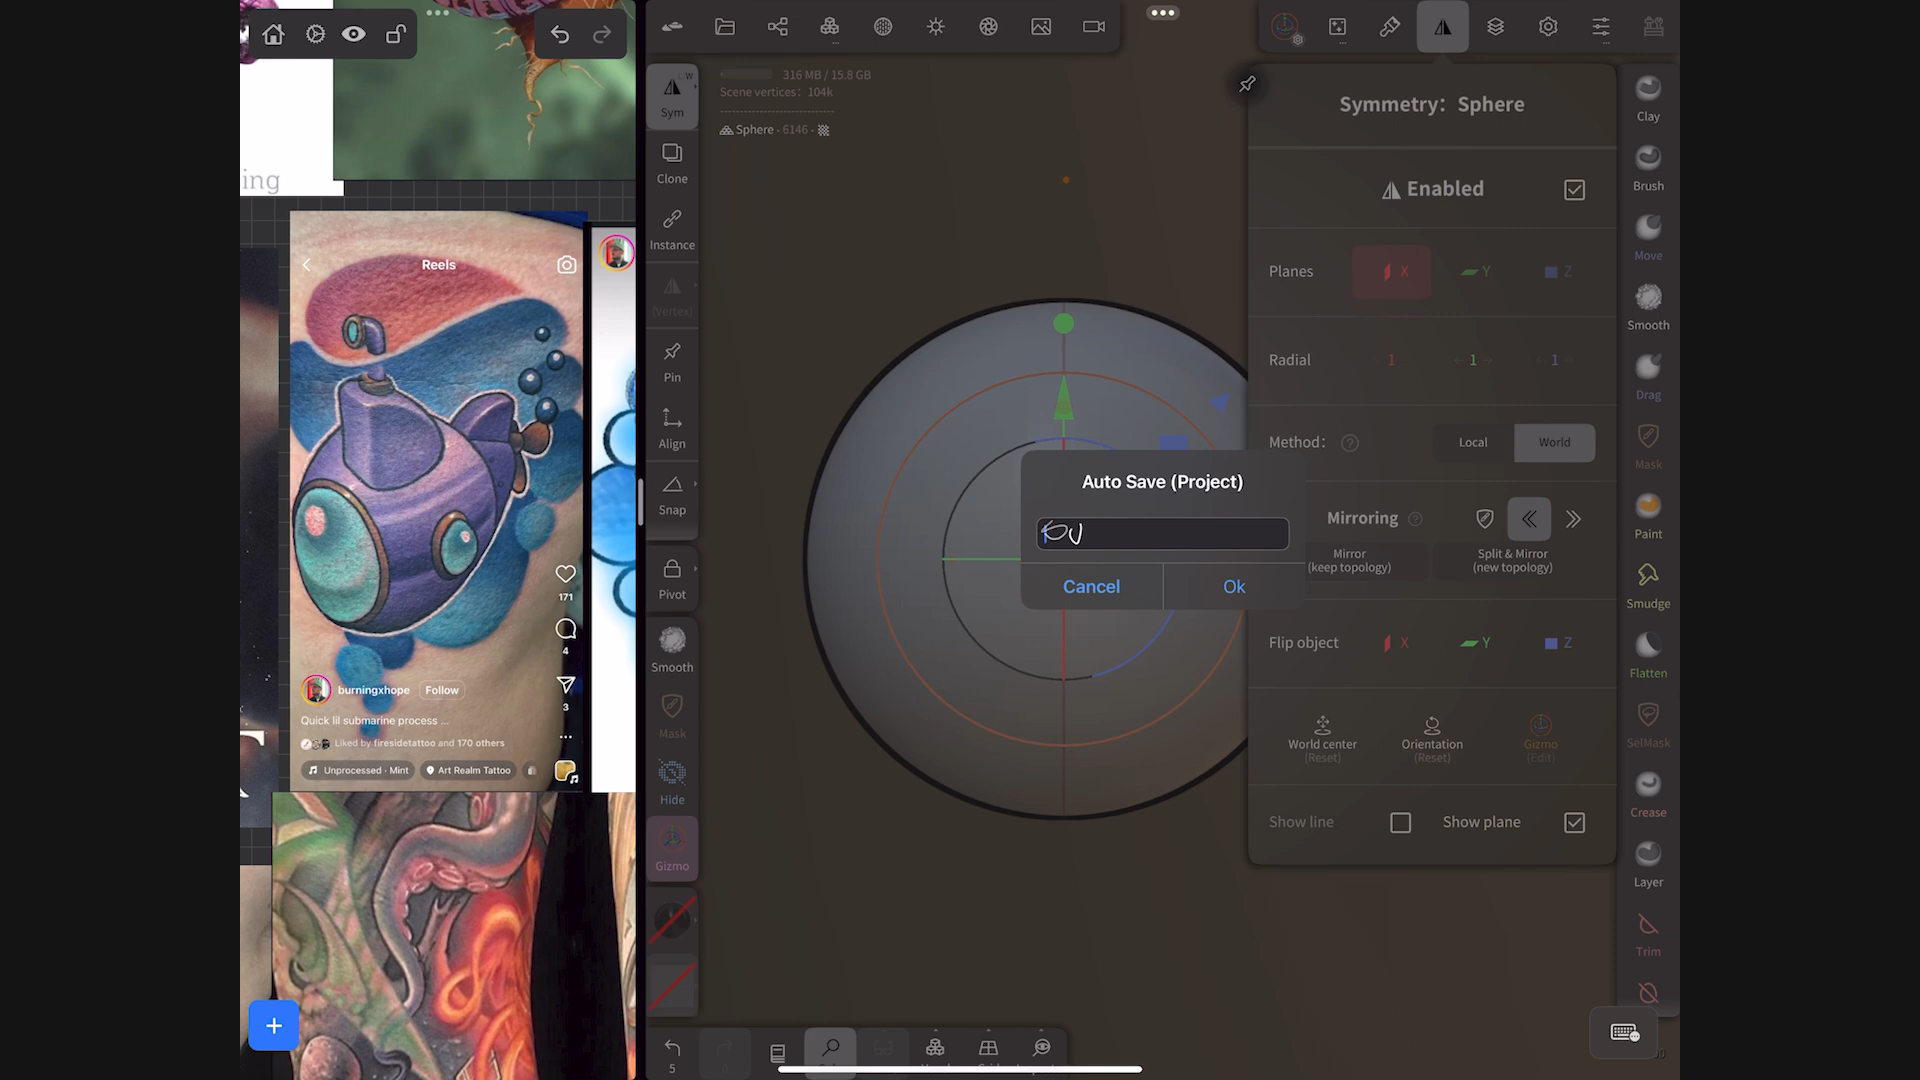 ing
Reels
171
4
3
burningxhope Follow
Quick lil submarine process ...
Liked by firesidetattoo and 170 others
Unprocessed · Mint
Art Realm Tattoo
316 MB / 15.8 GB
Scene vertices: 104k
Sphere · 6146 ·
L/W
Sym
Clone
Instance
(Vertex)
Pin
Align
Snap
Pivot
Smooth
Mask
Hide
Gizmo
5
0
Auto Save (Project)
Cancel Ok
Symmetry: Sphere
Enabled
Planes X Y Z
Radial 1 1 1
Method: ? Local World
Mirroring ?
Mirror
(keep topology)
Split & Mirror
(new topology)
Flip object X Y Z
World center
(Reset)
Orientation
(Reset)
Gizmo
(Edit)
Show line Show plane
Clay
Brush
Move
Smooth
Drag
Mask
Paint
Smudge
Flatten
SelMask
Crease
Layer
Trim